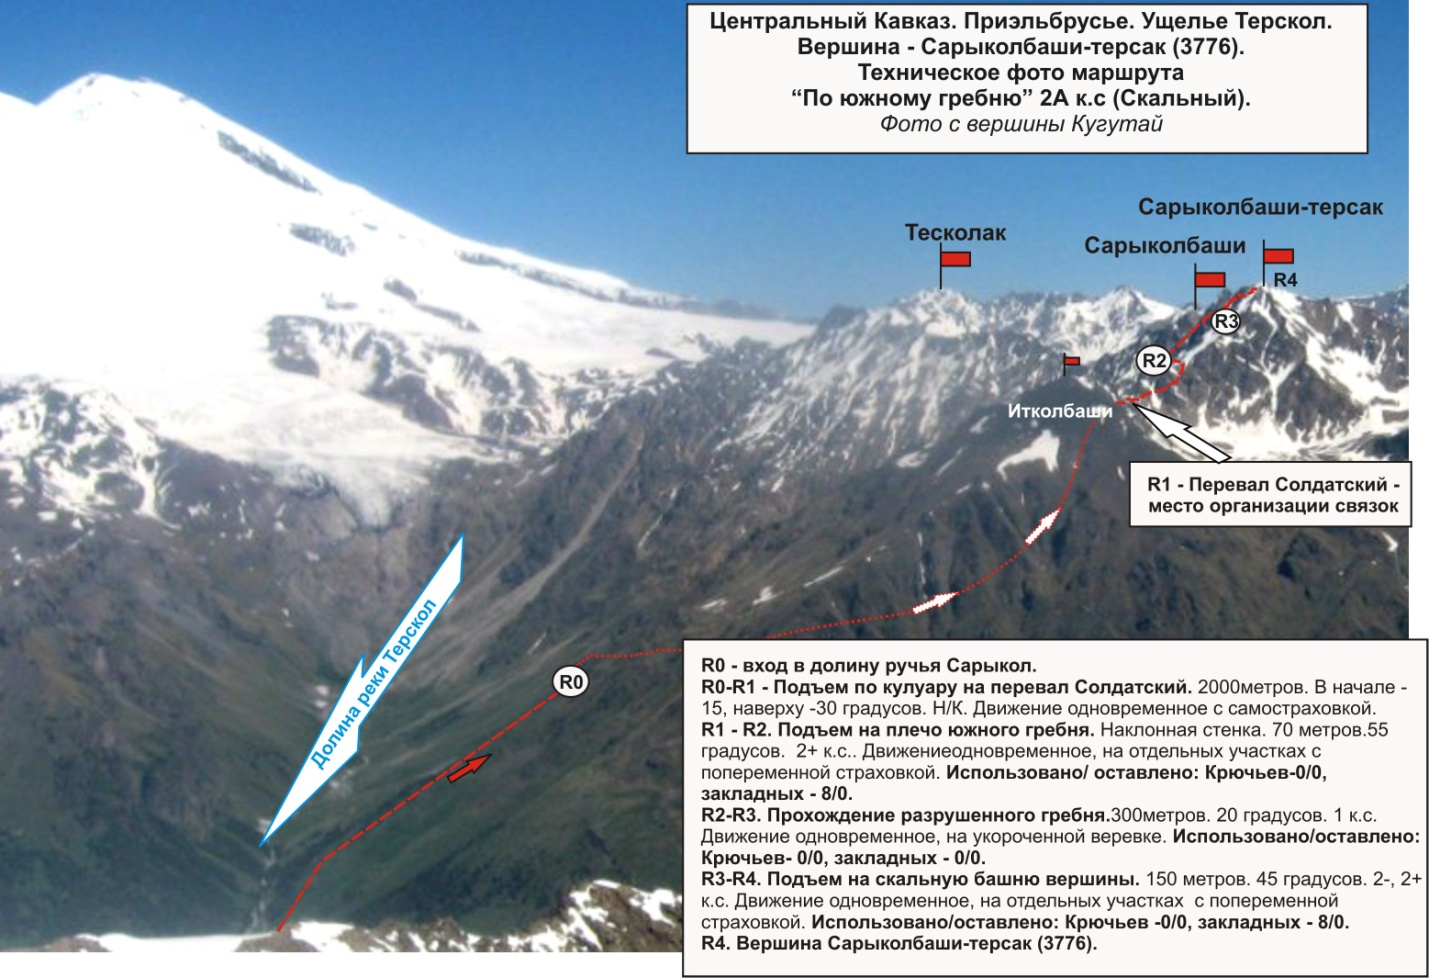 Центральный Кавказ. Приэльбрусье. Ущелье Терскол.
Вершина - Сарыколбаши-терсак (3776).
Техническое фото маршрута
“По южному гребню” 2А к.с (Скальный).
Фото с вершины Кугутай
Сарыколбаши-терсак
Тесколак
Сарыколбаши
R4
R3
R2
Итколбаши
R1 - Перевал Солдатский -
место организации связок
Долина реки Терскол
R0
R0 - вход в долину ручья Сарыкол.
R0-R1 - Подъем по кулуару на перевал Солдатский. 2000метров. В начале -
15, наверху -30 градусов. Н/К. Движение одновременное с самостраховкой.
R1 - R2. Подъем на плечо южного гребня. Наклонная стенка. 70 метров.55
градусов. 2+ к.с.. Движениеодновременное, на отдельных участках с
попеременной страховкой. Использовано/ оставлено: Крючьев-0/0,
закладных - 8/0.
R2-R3. Прохождение разрушенного гребня.300метров. 20 градусов. 1 к.с.
Движение одновременное, на укороченной веревке. Использовано/оставлено:
Крючьев- 0/0, закладных - 0/0.
R3-R4. Подъем на скальную башню вершины. 150 метров. 45 градусов. 2-, 2+
к.с. Движение одновременное, на отдельных участках с попеременной
страховкой. Использовано/оставлено: Крючьев -0/0, закладных - 8/0.
R4. Вершина Сарыколбаши-терсак (3776).